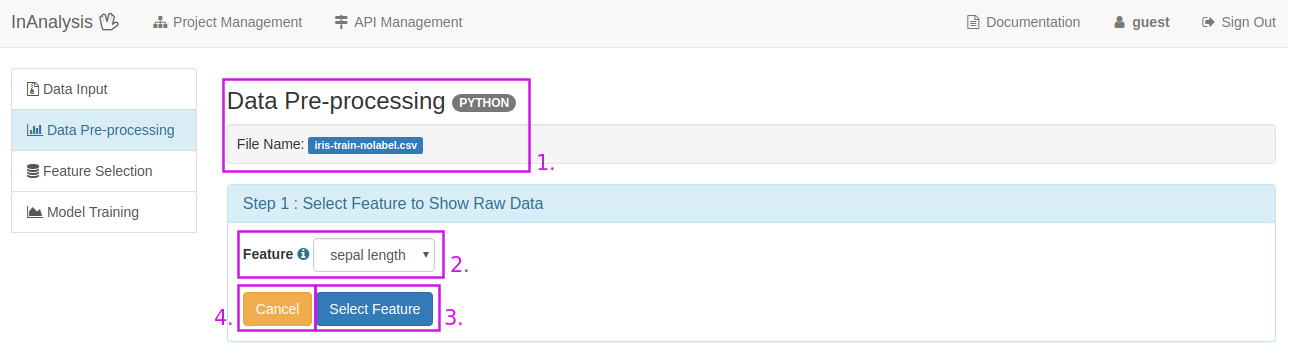 InAnalysis Project Management API Management Documentation guest Sign Out
Data Input
Data Pre-processing
Feature Selection
Model Training
Data Pre-processing PYTHON
File Name: iris-train-nolabel.csv
1.
Step 1 : Select Feature to Show Raw Data
Feature sepal length
2.
4. Cancel Select Feature 3.